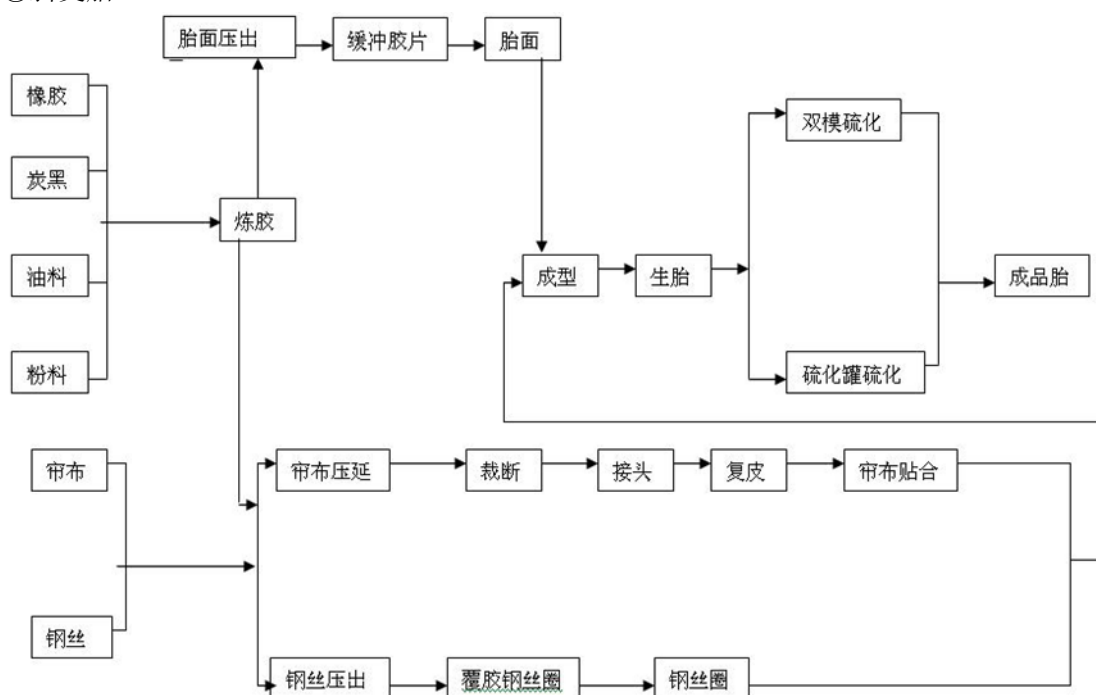 胎面压出
缓冲胶片
胎面
橡胶
炭黑
油料
粉料
炼胶
双模硫化
成型
生胎
成品胎
硫化罐硫化
帘布
钢丝
帘布压延
裁断
接头
复皮
帘布贴合
钢丝压出
覆胶钢丝圈
钢丝圈